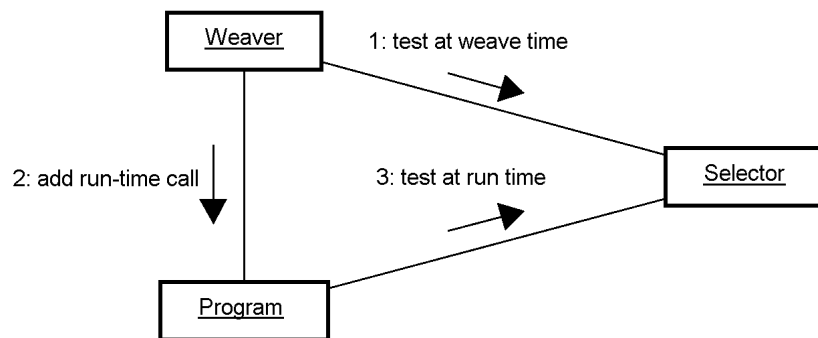 Weaver
1: test at weave time
Selector
2: add run-time call
3: test at run time
Program